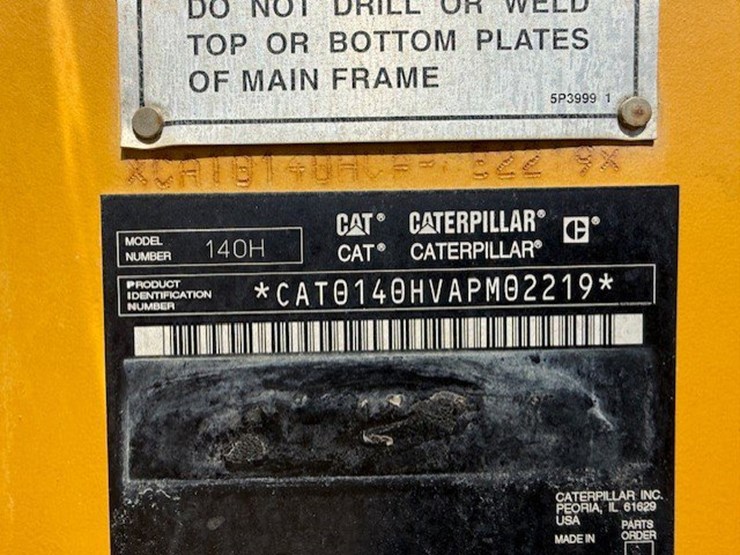 DO NOT DRILL OR WELD
TOP OR BOTTOM PLATES
OF MAIN FRAME
5P3999 1
CAT® CATERPILLAR® ®
CAT® CATERPILLAR®
MODEL
NUMBER 140H
PRODUCT
IDENTIFICATION
NUMBER
*CAT0140HVAPM02219*
CATERPILLAR INC.
PEORIA, IL 61629
USA
MADE IN
PARTS
ORDER